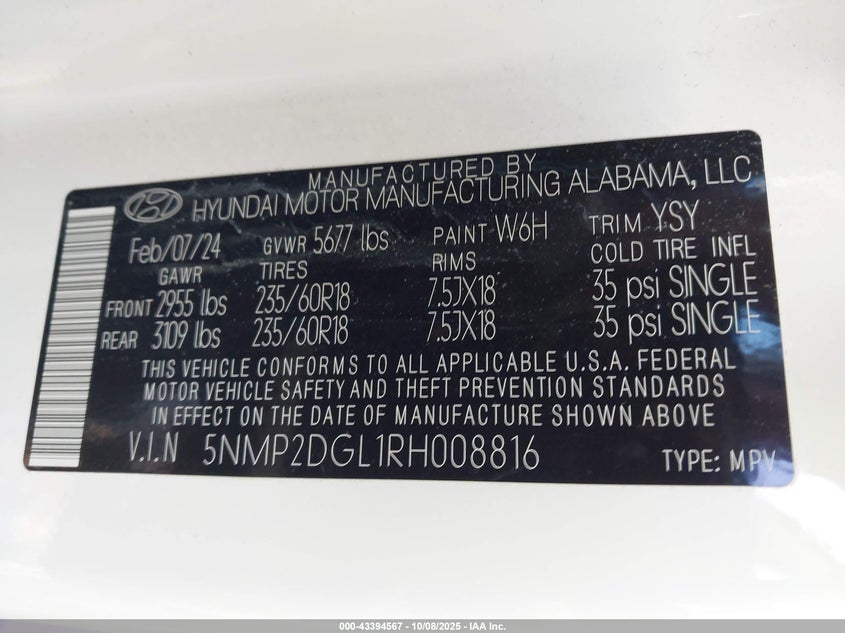 MANUFACTURED BY
HYUNDAI MOTOR MANUFACTURING ALABAMA, LLC
Feb/07/24 GVWR 5677 lbs PAINT W6H TRIM YSY
GAWR TIRES RIMS COLD TIRE INFL
FRONT 2955 lbs 235/60R18 7.5JX18 35 psi SINGLE
REAR 3109 lbs 235/60R18 7.5JX18 35 psi SINGLE
THIS VEHICLE CONFORMS TO ALL APPLICABLE U.S.A. FEDERAL
MOTOR VEHICLE SAFETY AND THEFT PREVENTION STANDARDS
IN EFFECT ON THE DATE OF MANUFACTURE SHOWN ABOVE
V.I.N 5NMP2DGL1RH008816 TYPE: MPV
000-43394567 - 10/08/2025 - IAA Inc.